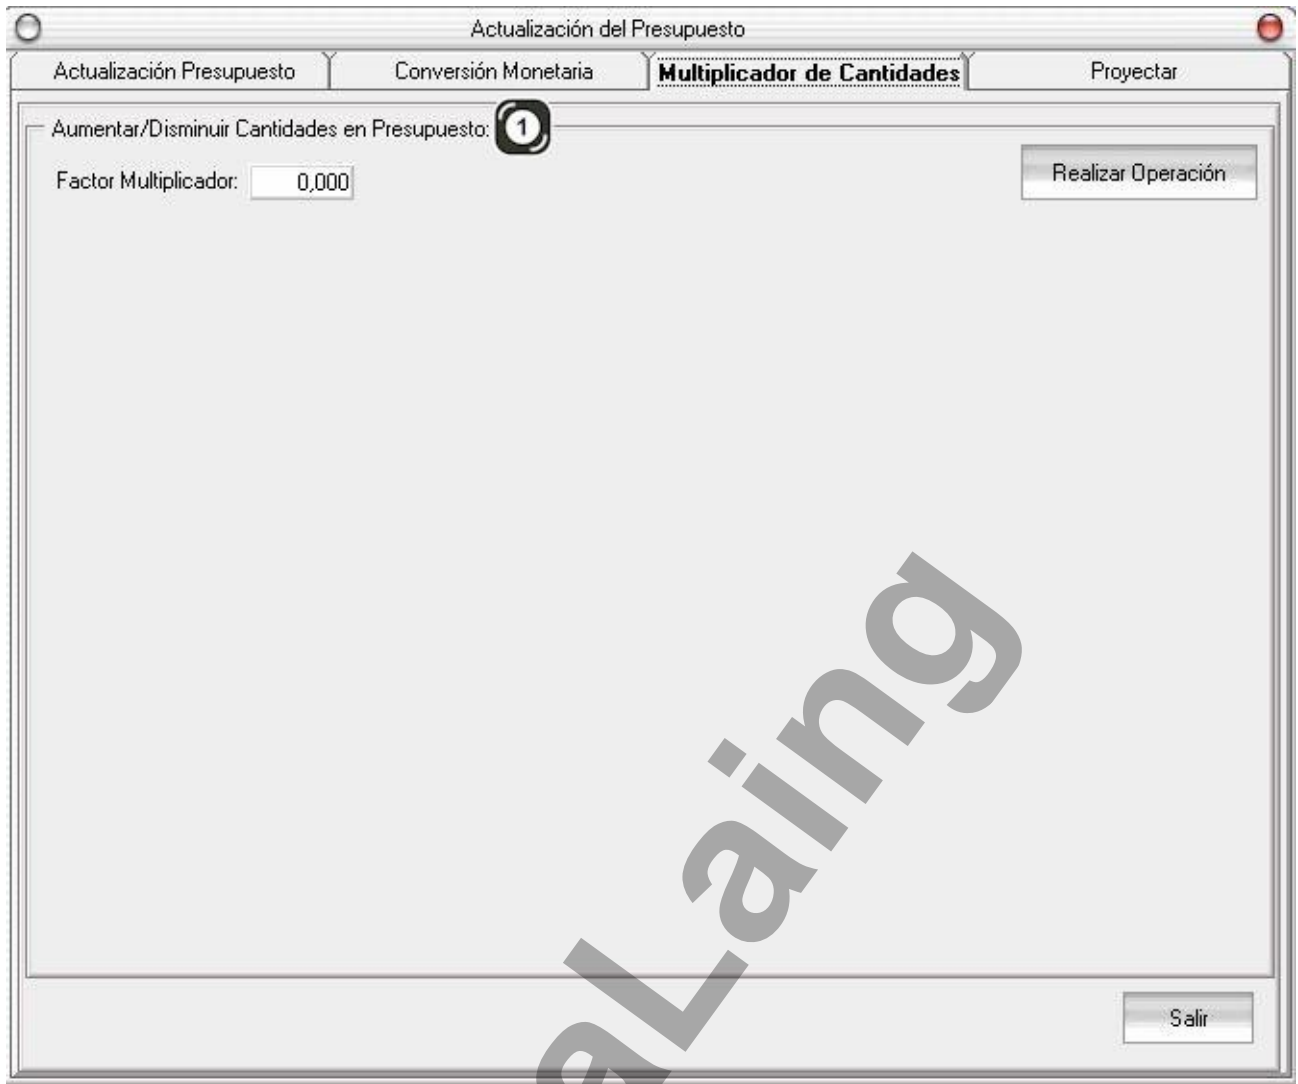 Actualización del Presupuesto
Actualización Presupuesto Conversión Monetaria Multiplicador de Cantidades Proyectar
Aumentar/Disminuir Cantidades en Presupuesto: 1
Factor Multiplicador: 0,000 Realizar Operación
Salir
aLaing